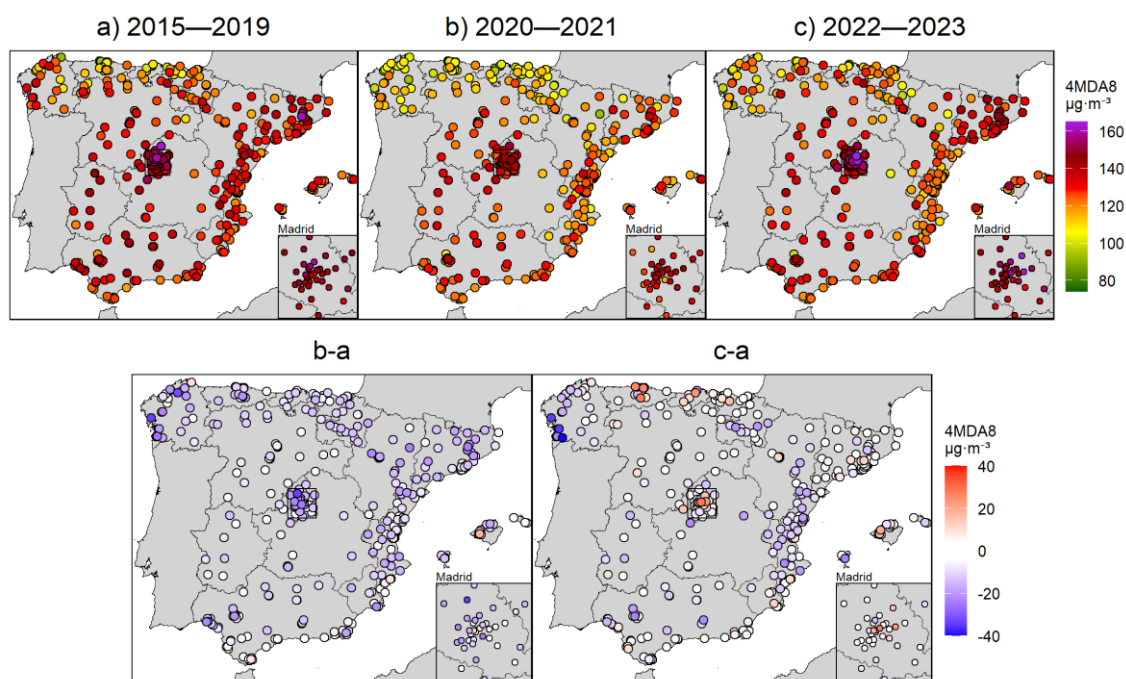 a) 2015—2019
b) 2020—2021
c) 2022—2023
4MDA8
µg·m⁻³
160
140
120
100
80
Madrid
Madrid
Madrid
b-a
c-a
4MDA8
µg·m⁻³
40
20
0
-20
-40
Madrid
Madrid